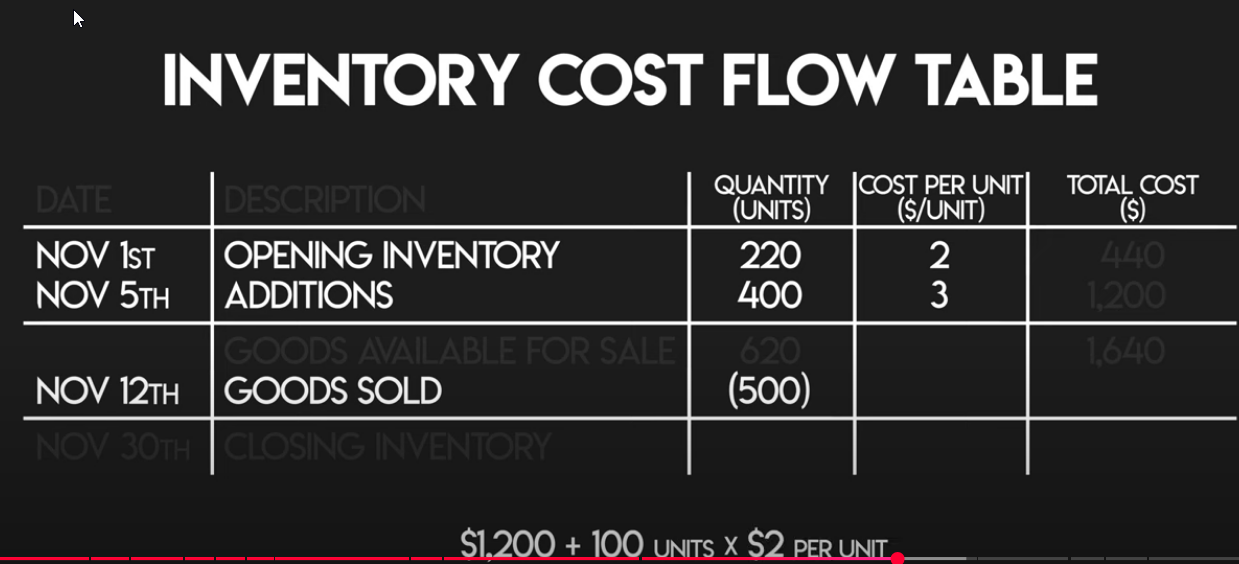 INVENTORY COST FLOW TABLE
DATE DESCRIPTION QUANTITY (UNITS) COST PER UNIT ($/UNIT) TOTAL COST ($)
NOV 1ST OPENING INVENTORY 220 2 440
NOV 5TH ADDITIONS 400 3 1,200
GOODS AVAILABLE FOR SALE 620 1,640
NOV 12TH GOODS SOLD (500)
NOV 30TH CLOSING INVENTORY
$1,200 + 100 UNITS X $2 PER UNIT